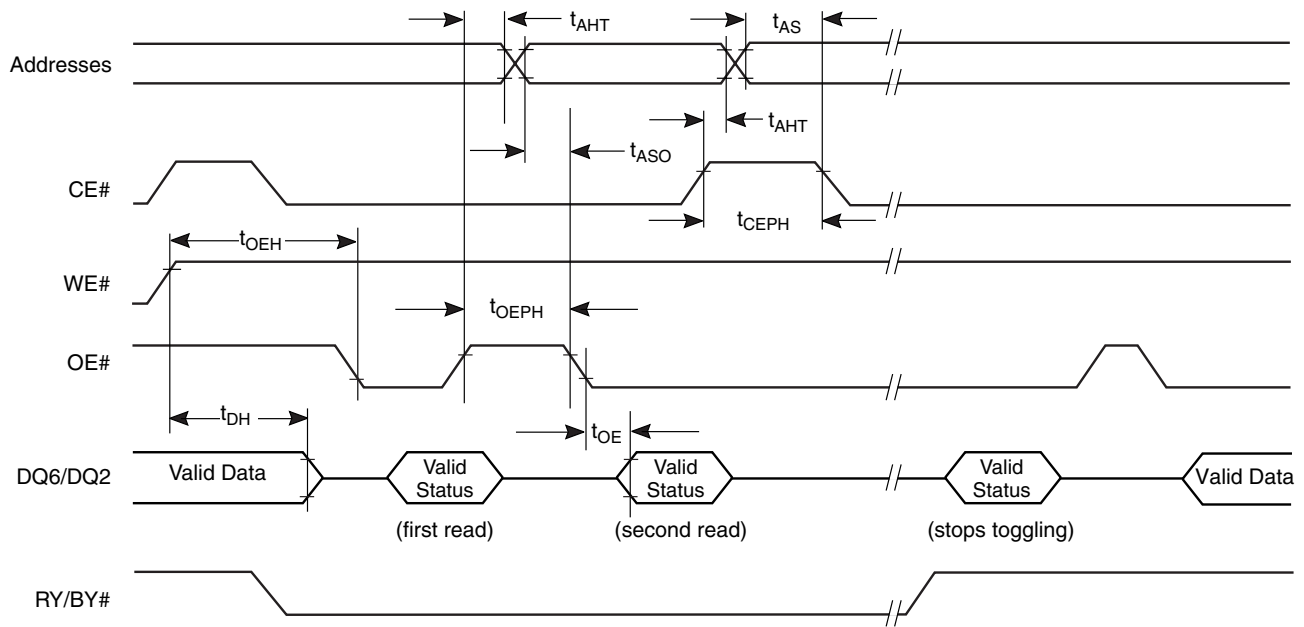 tAHT
tAS
Addresses
tAHT
tASO
CE#
tCEPH
tOEH
WE#
tOEPH
OE#
tDH
tOE
DQ6/DQ2
Valid Data
Valid
Status
Valid
Status
Valid
Status
Valid Data
(first read)
(second read)
(stops toggling)
RY/BY#